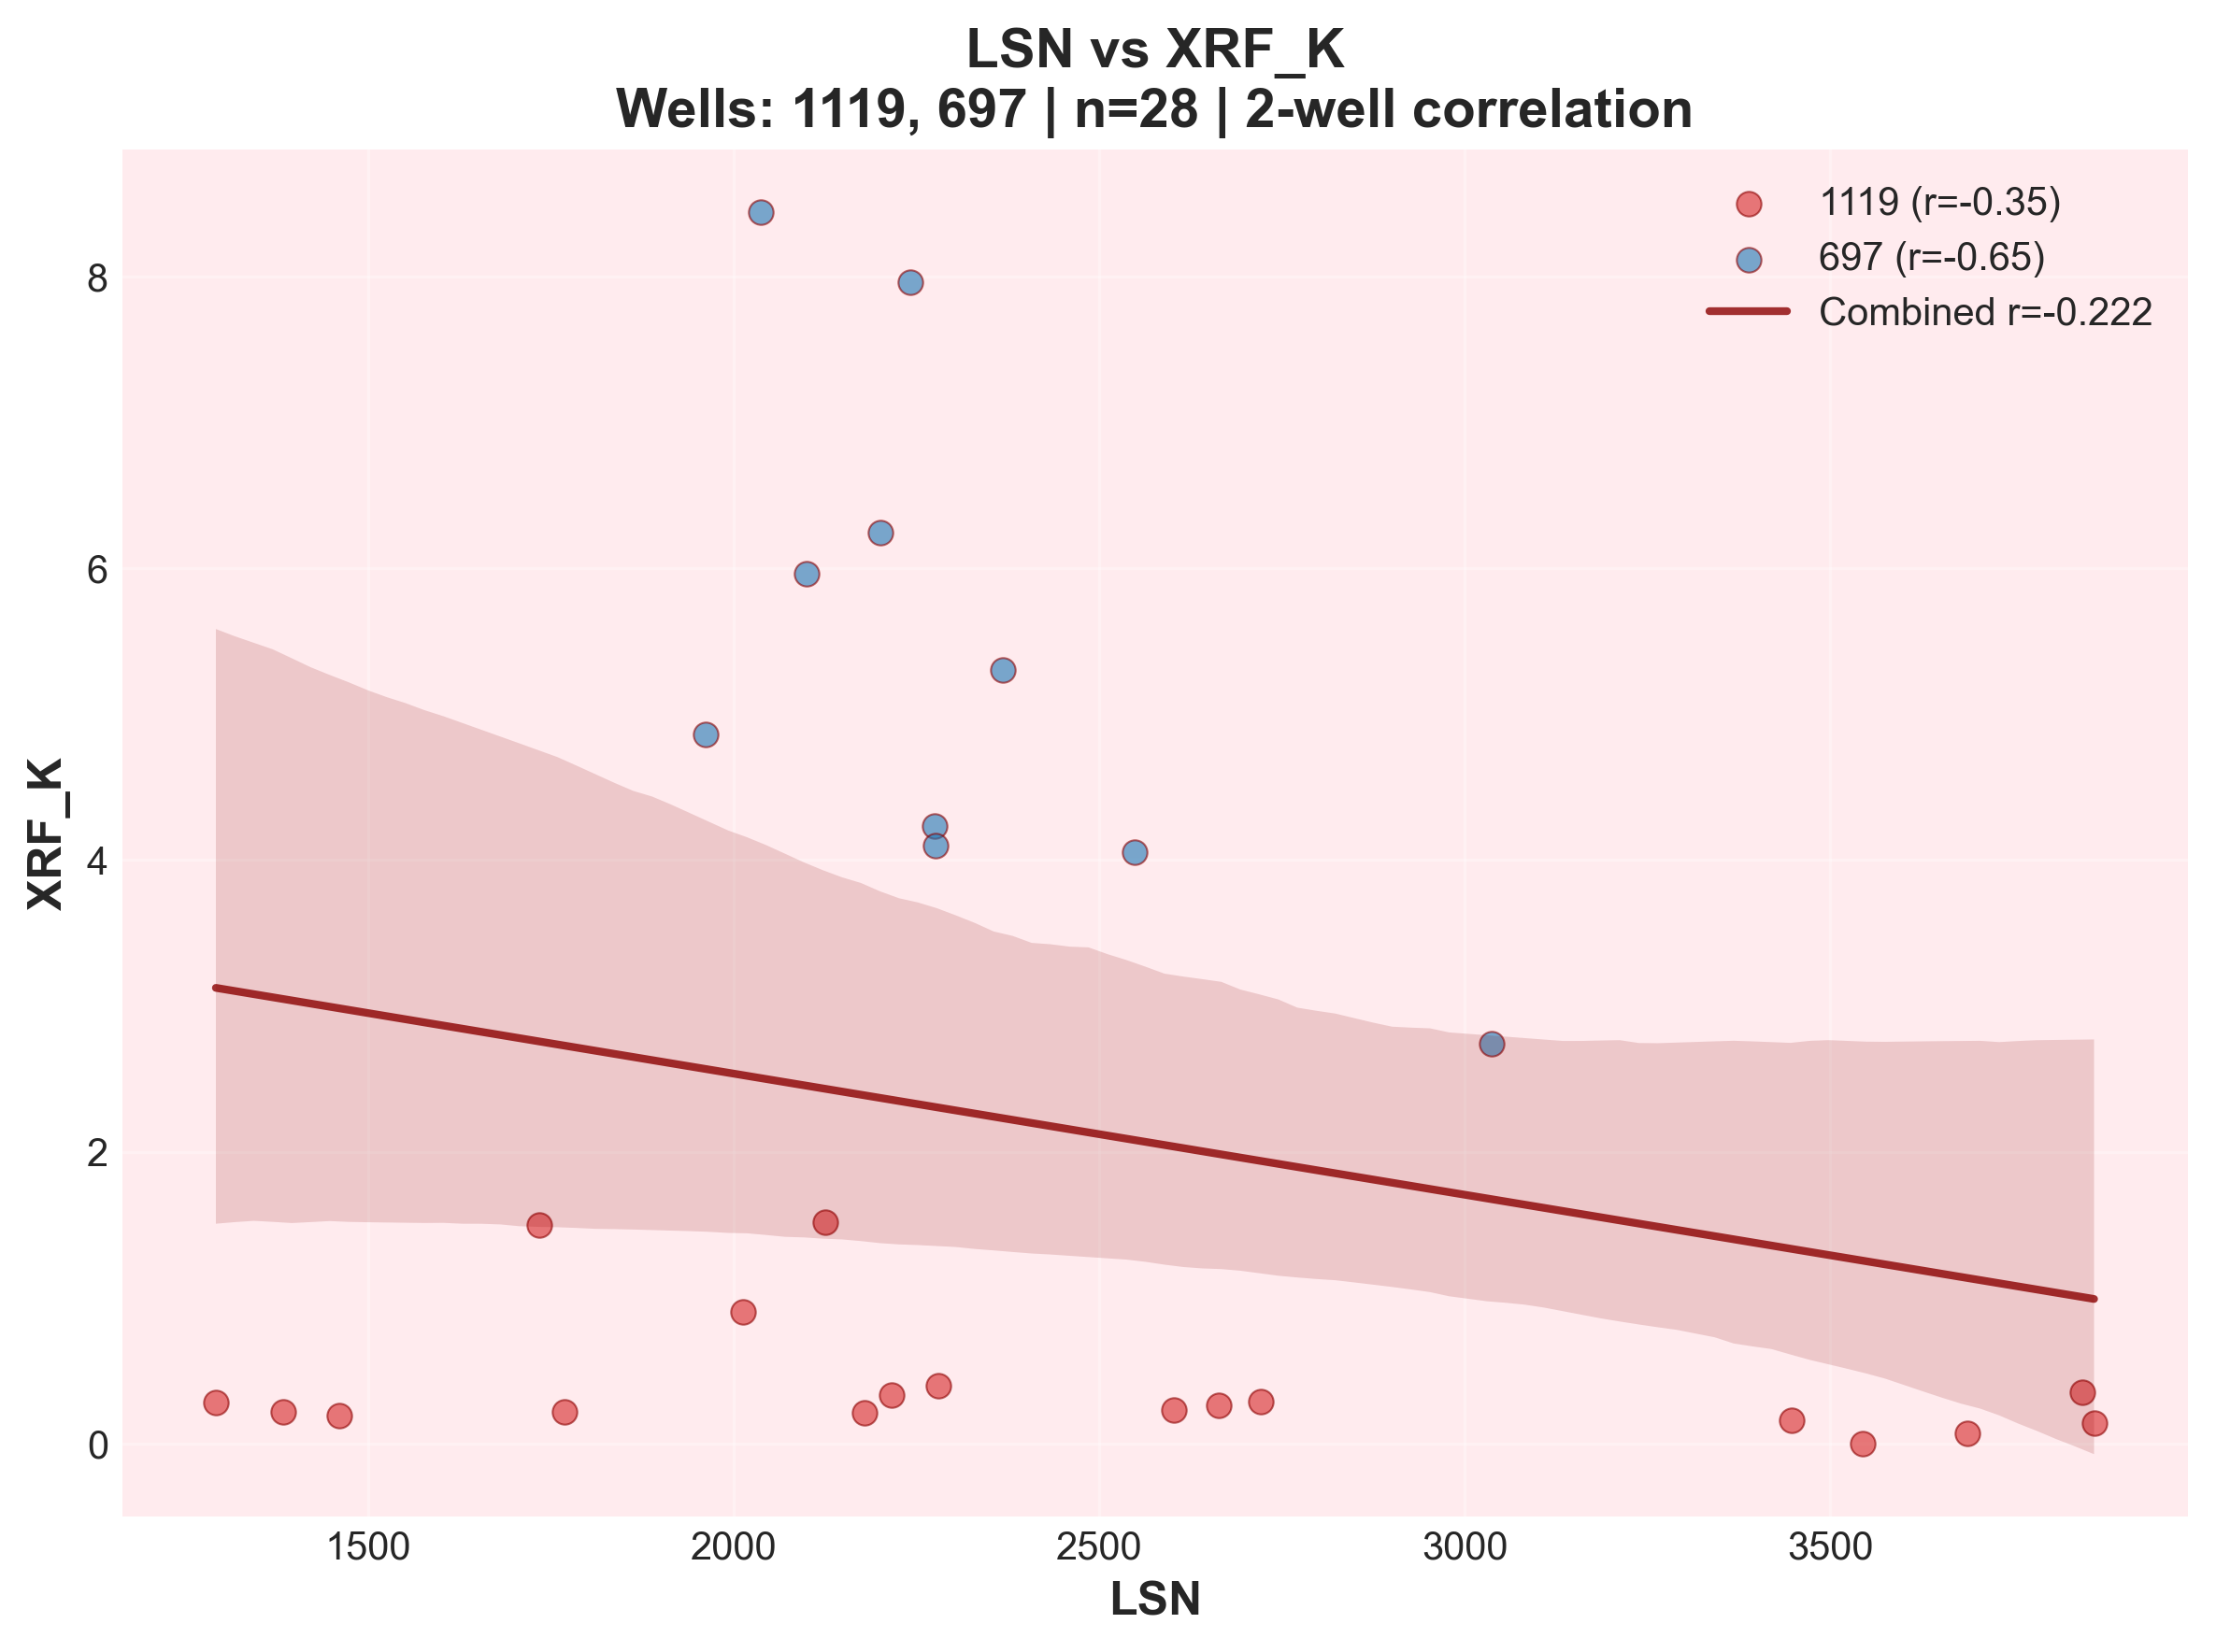 LSN vs XRF_K
Wells: 1119, 697 | n=28 | 2-well correlation
1119 (r=-0.35)
697 (r=-0.65)
Combined r=-0.222
XRF_K
8
6
4
2
0
1500 2000 2500 3000 3500
LSN